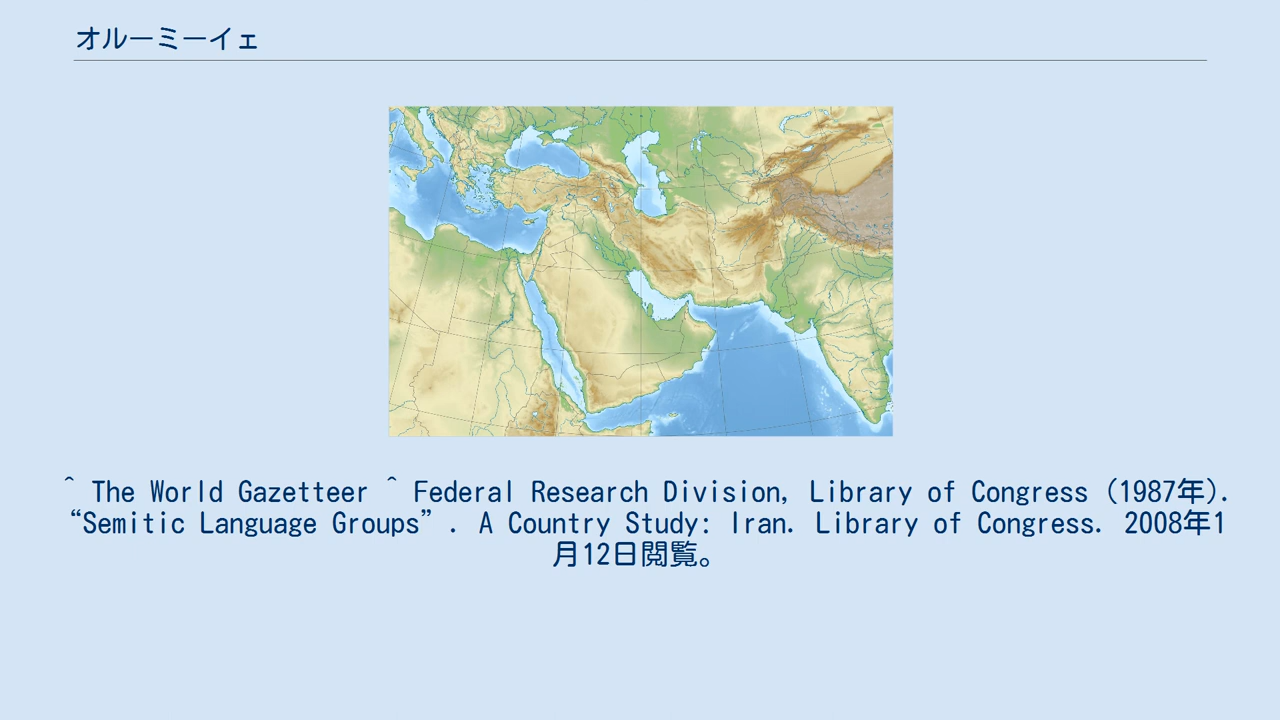 オルーミーイェ
^ The World Gazetteer ^ Federal Research Division, Library of Congress (1987年).
“Semitic Language Groups”. A Country Study: Iran. Library of Congress. 2008年1
月12日閲覧。